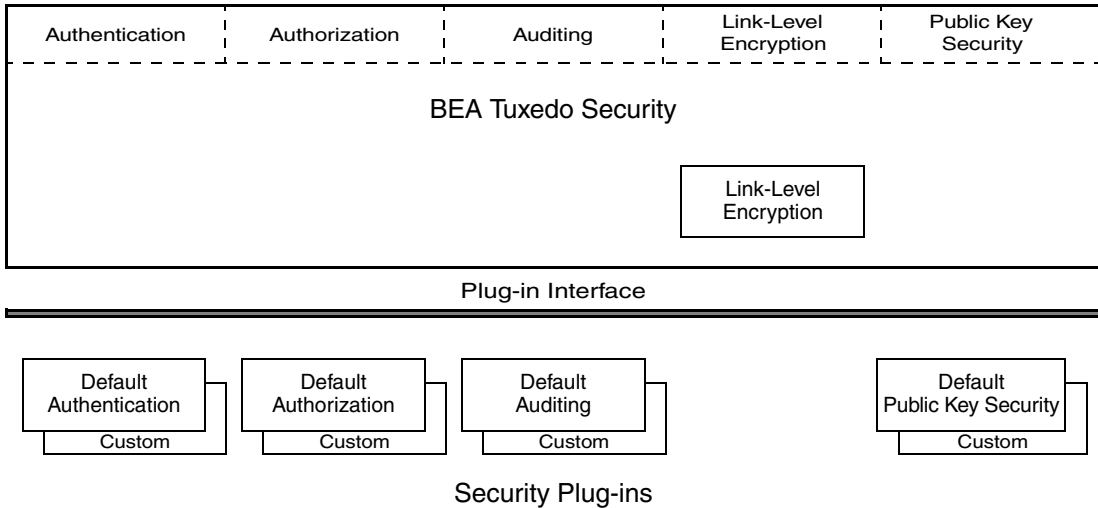 Authentication
Authorization
Auditing
Link-Level
Encryption
Public Key
Security
BEA Tuxedo Security
Link-Level
Encryption
Plug-in Interface
Default
Authentication
Custom
Default
Authorization
Custom
Default
Auditing
Custom
Default
Public Key Security
Custom
Security Plug-ins